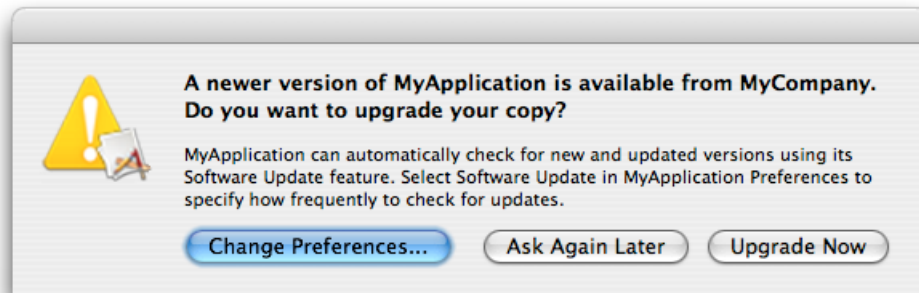 A newer version of MyApplication is available from MyCompany.
Do you want to upgrade your copy?
MyApplication can automatically check for new and updated versions using its
Software Update feature. Select Software Update in MyApplication Preferences to
specify how frequently to check for updates.
Change Preferences... Ask Again Later Upgrade Now